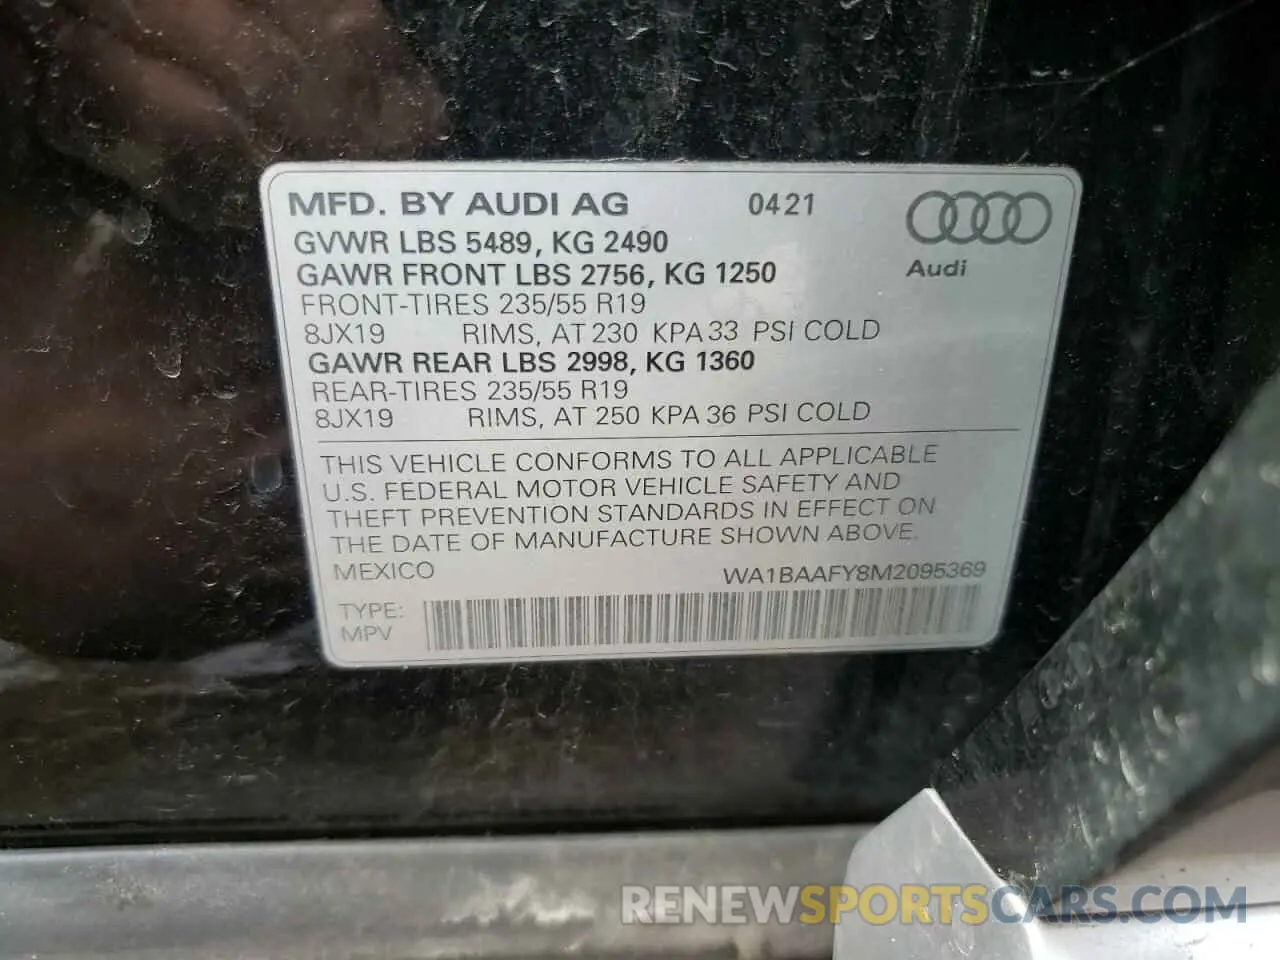 MFD. BY AUDI AG 0421
GVWR LBS 5489, KG 2490
GAWR FRONT LBS 2756, KG 1250
Audi
FRONT-TIRES 235/55 R19
8JX19 RIMS, AT 230 KPA 33 PSI COLD
GAWR REAR LBS 2998, KG 1360
REAR-TIRES 235/55 R19
8JX19 RIMS, AT 250 KPA 36 PSI COLD
THIS VEHICLE CONFORMS TO ALL APPLICABLE
U.S. FEDERAL MOTOR VEHICLE SAFETY AND
THEFT PREVENTION STANDARDS IN EFFECT ON
THE DATE OF MANUFACTURE SHOWN ABOVE.
MEXICO WA1BAAFY8M2095369
TYPE:
MPV
RENEWSPORTSCARS.COM